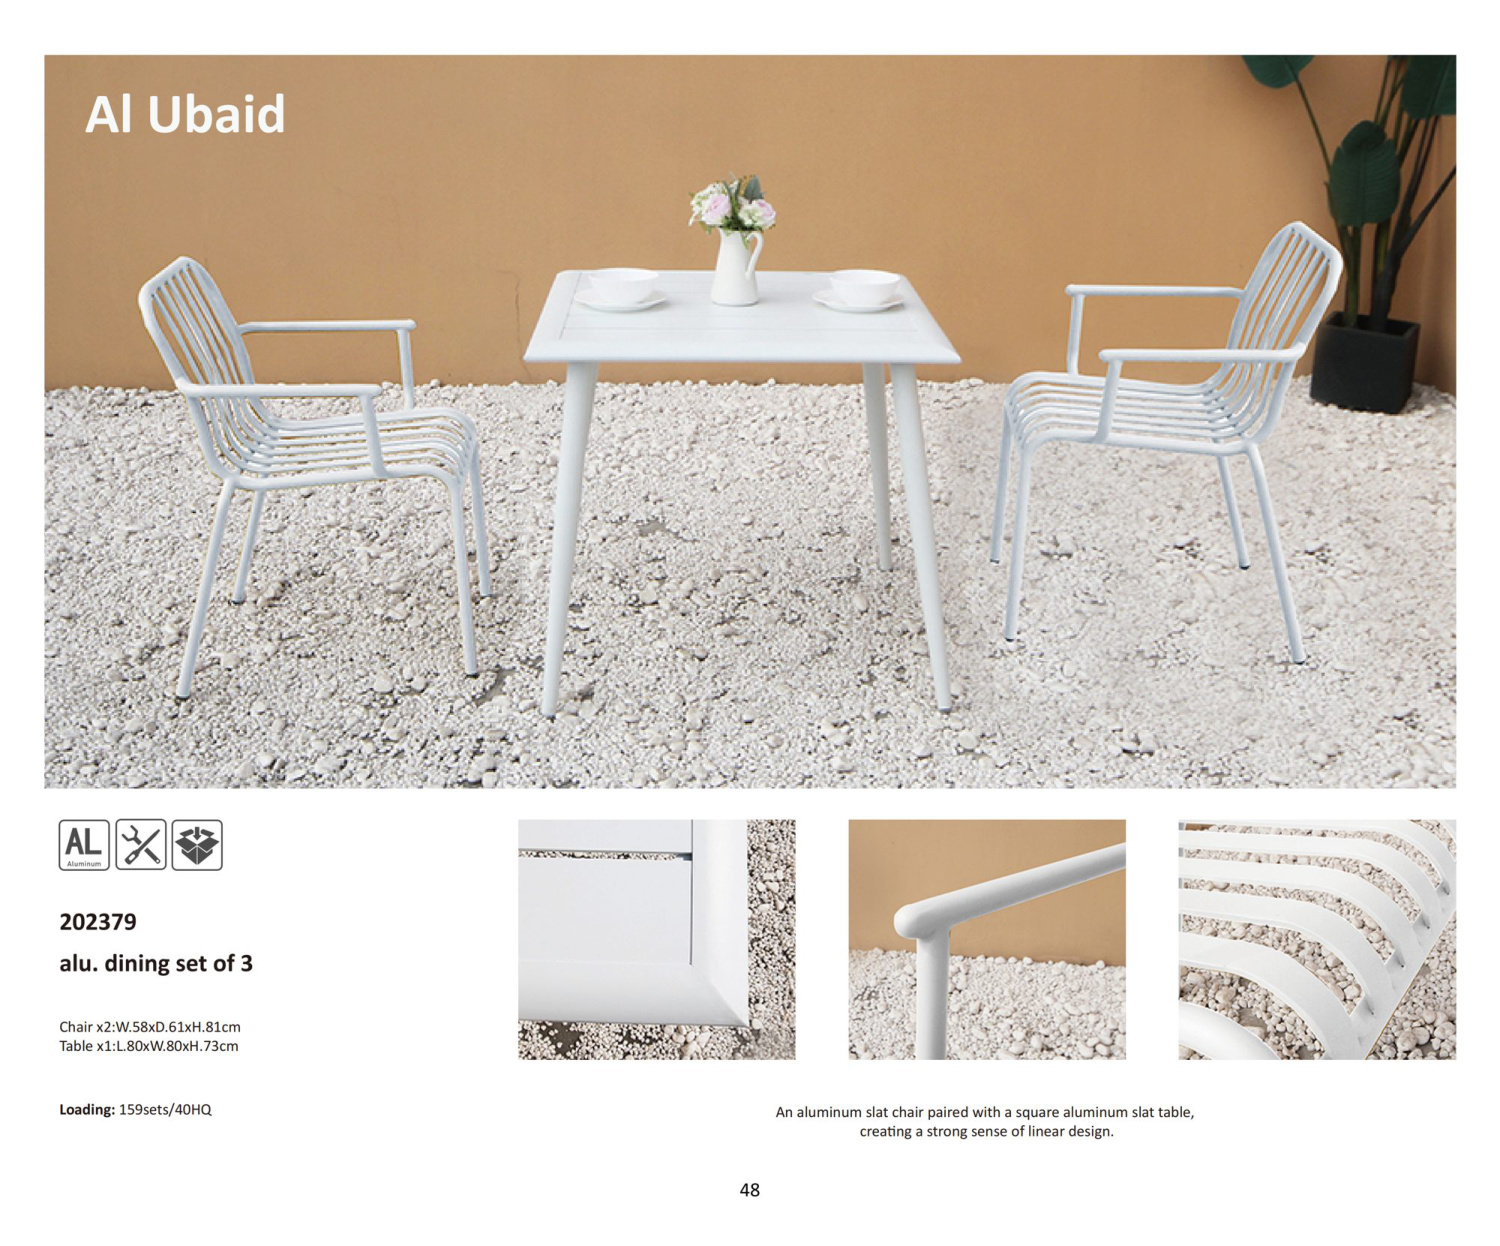 Al Ubaid
AL
Aluminum
202379
alu. dining set of 3
Chair x2:W.58xD.61xH.81cm
Table x1:L.80xW.80xH.73cm
Loading: 159sets/40HQ
An aluminum slat chair paired with a square aluminum slat table,
creating a strong sense of linear design.
48